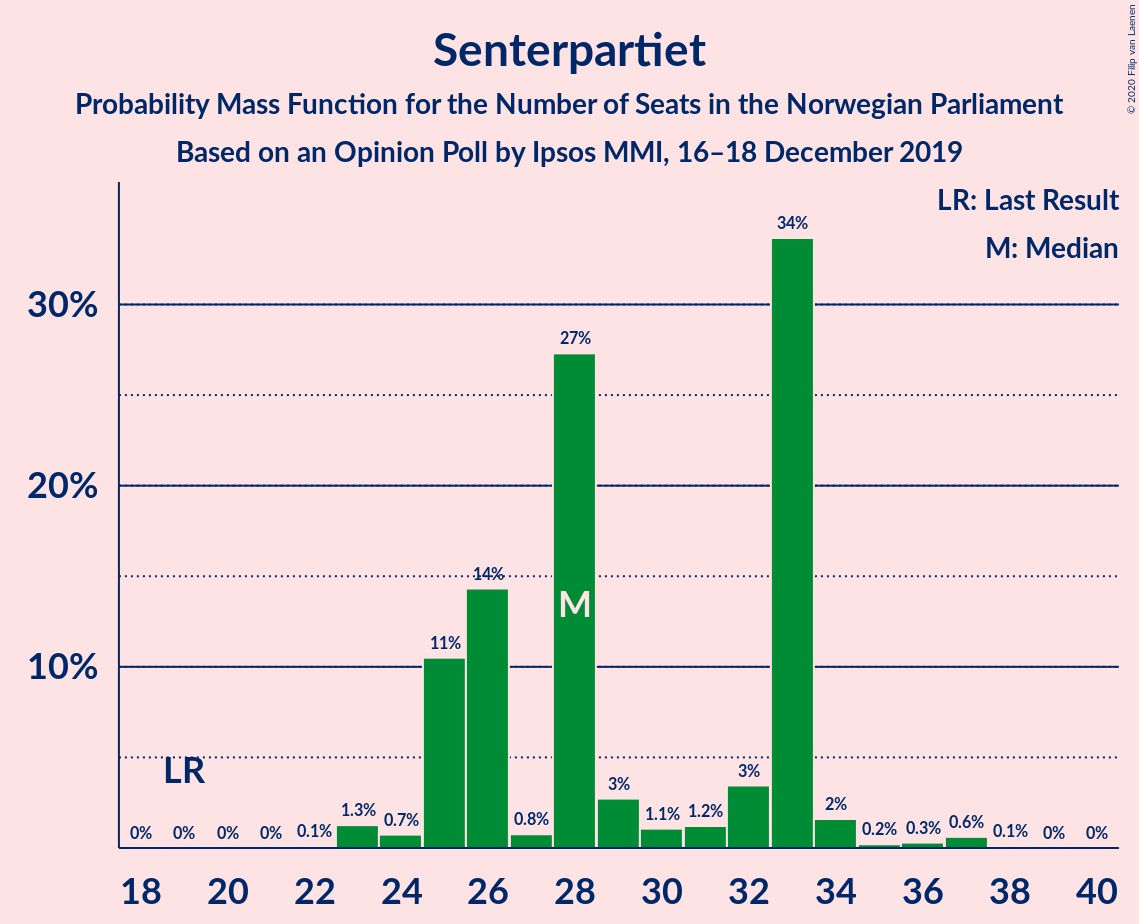 © 2020 Filip van Laenen
Senterpartiet
Probability Mass Function for the Number of Seats in the Norwegian Parliament
Based on an Opinion Poll by Ipsos MMI, 16–18 December 2019
LR: Last Result
M: Median
30%
20%
10%
34%
27%
14%
11%
M
LR
0% 0% 0% 0% 0.1% 1.3% 0.7% 0.8% 3% 1.1% 1.2% 3% 2% 0.2% 0.3% 0.6% 0.1% 0% 0%
18 20 22 24 26 28 30 32 34 36 38 40